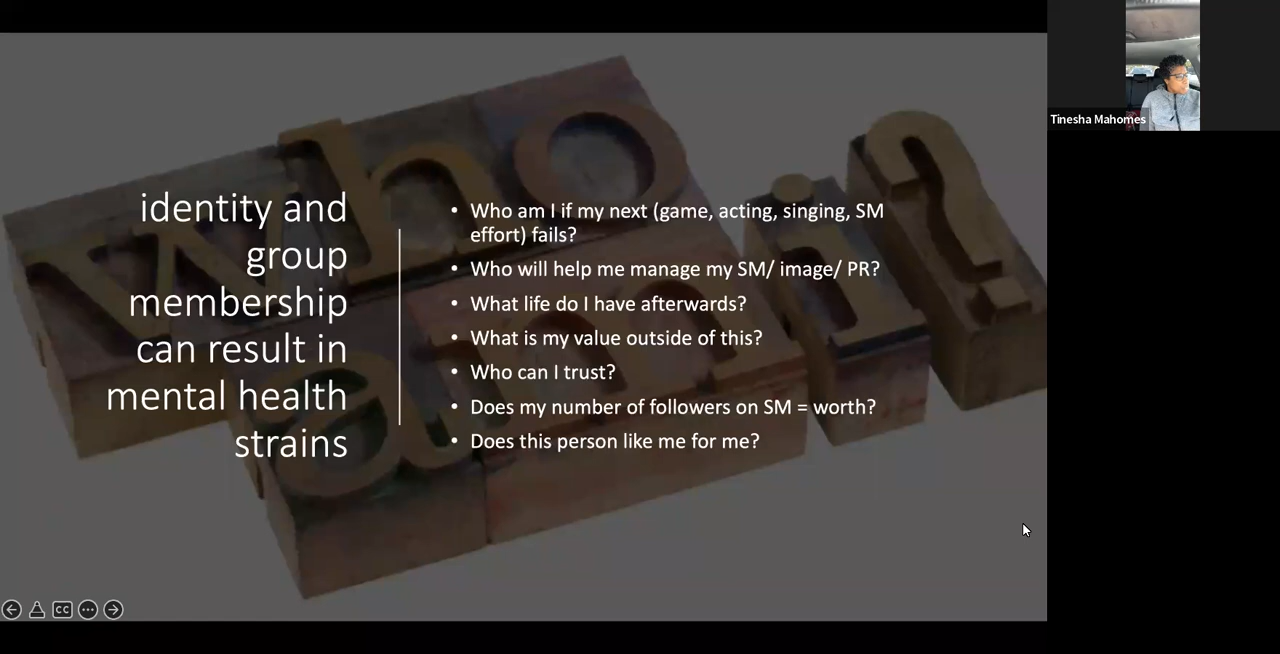 identity and
group
membership
can result in
mental health
strains
• Who am I if my next (game, acting, singing, SM
effort) fails?
• Who will help me manage my SM/ image/ PR?
• What life do I have afterwards?
• What is my value outside of this?
• Who can I trust?
• Does my number of followers on SM = worth?
• Does this person like me for me?
who
am i?
CC
Tinesha Mahomes